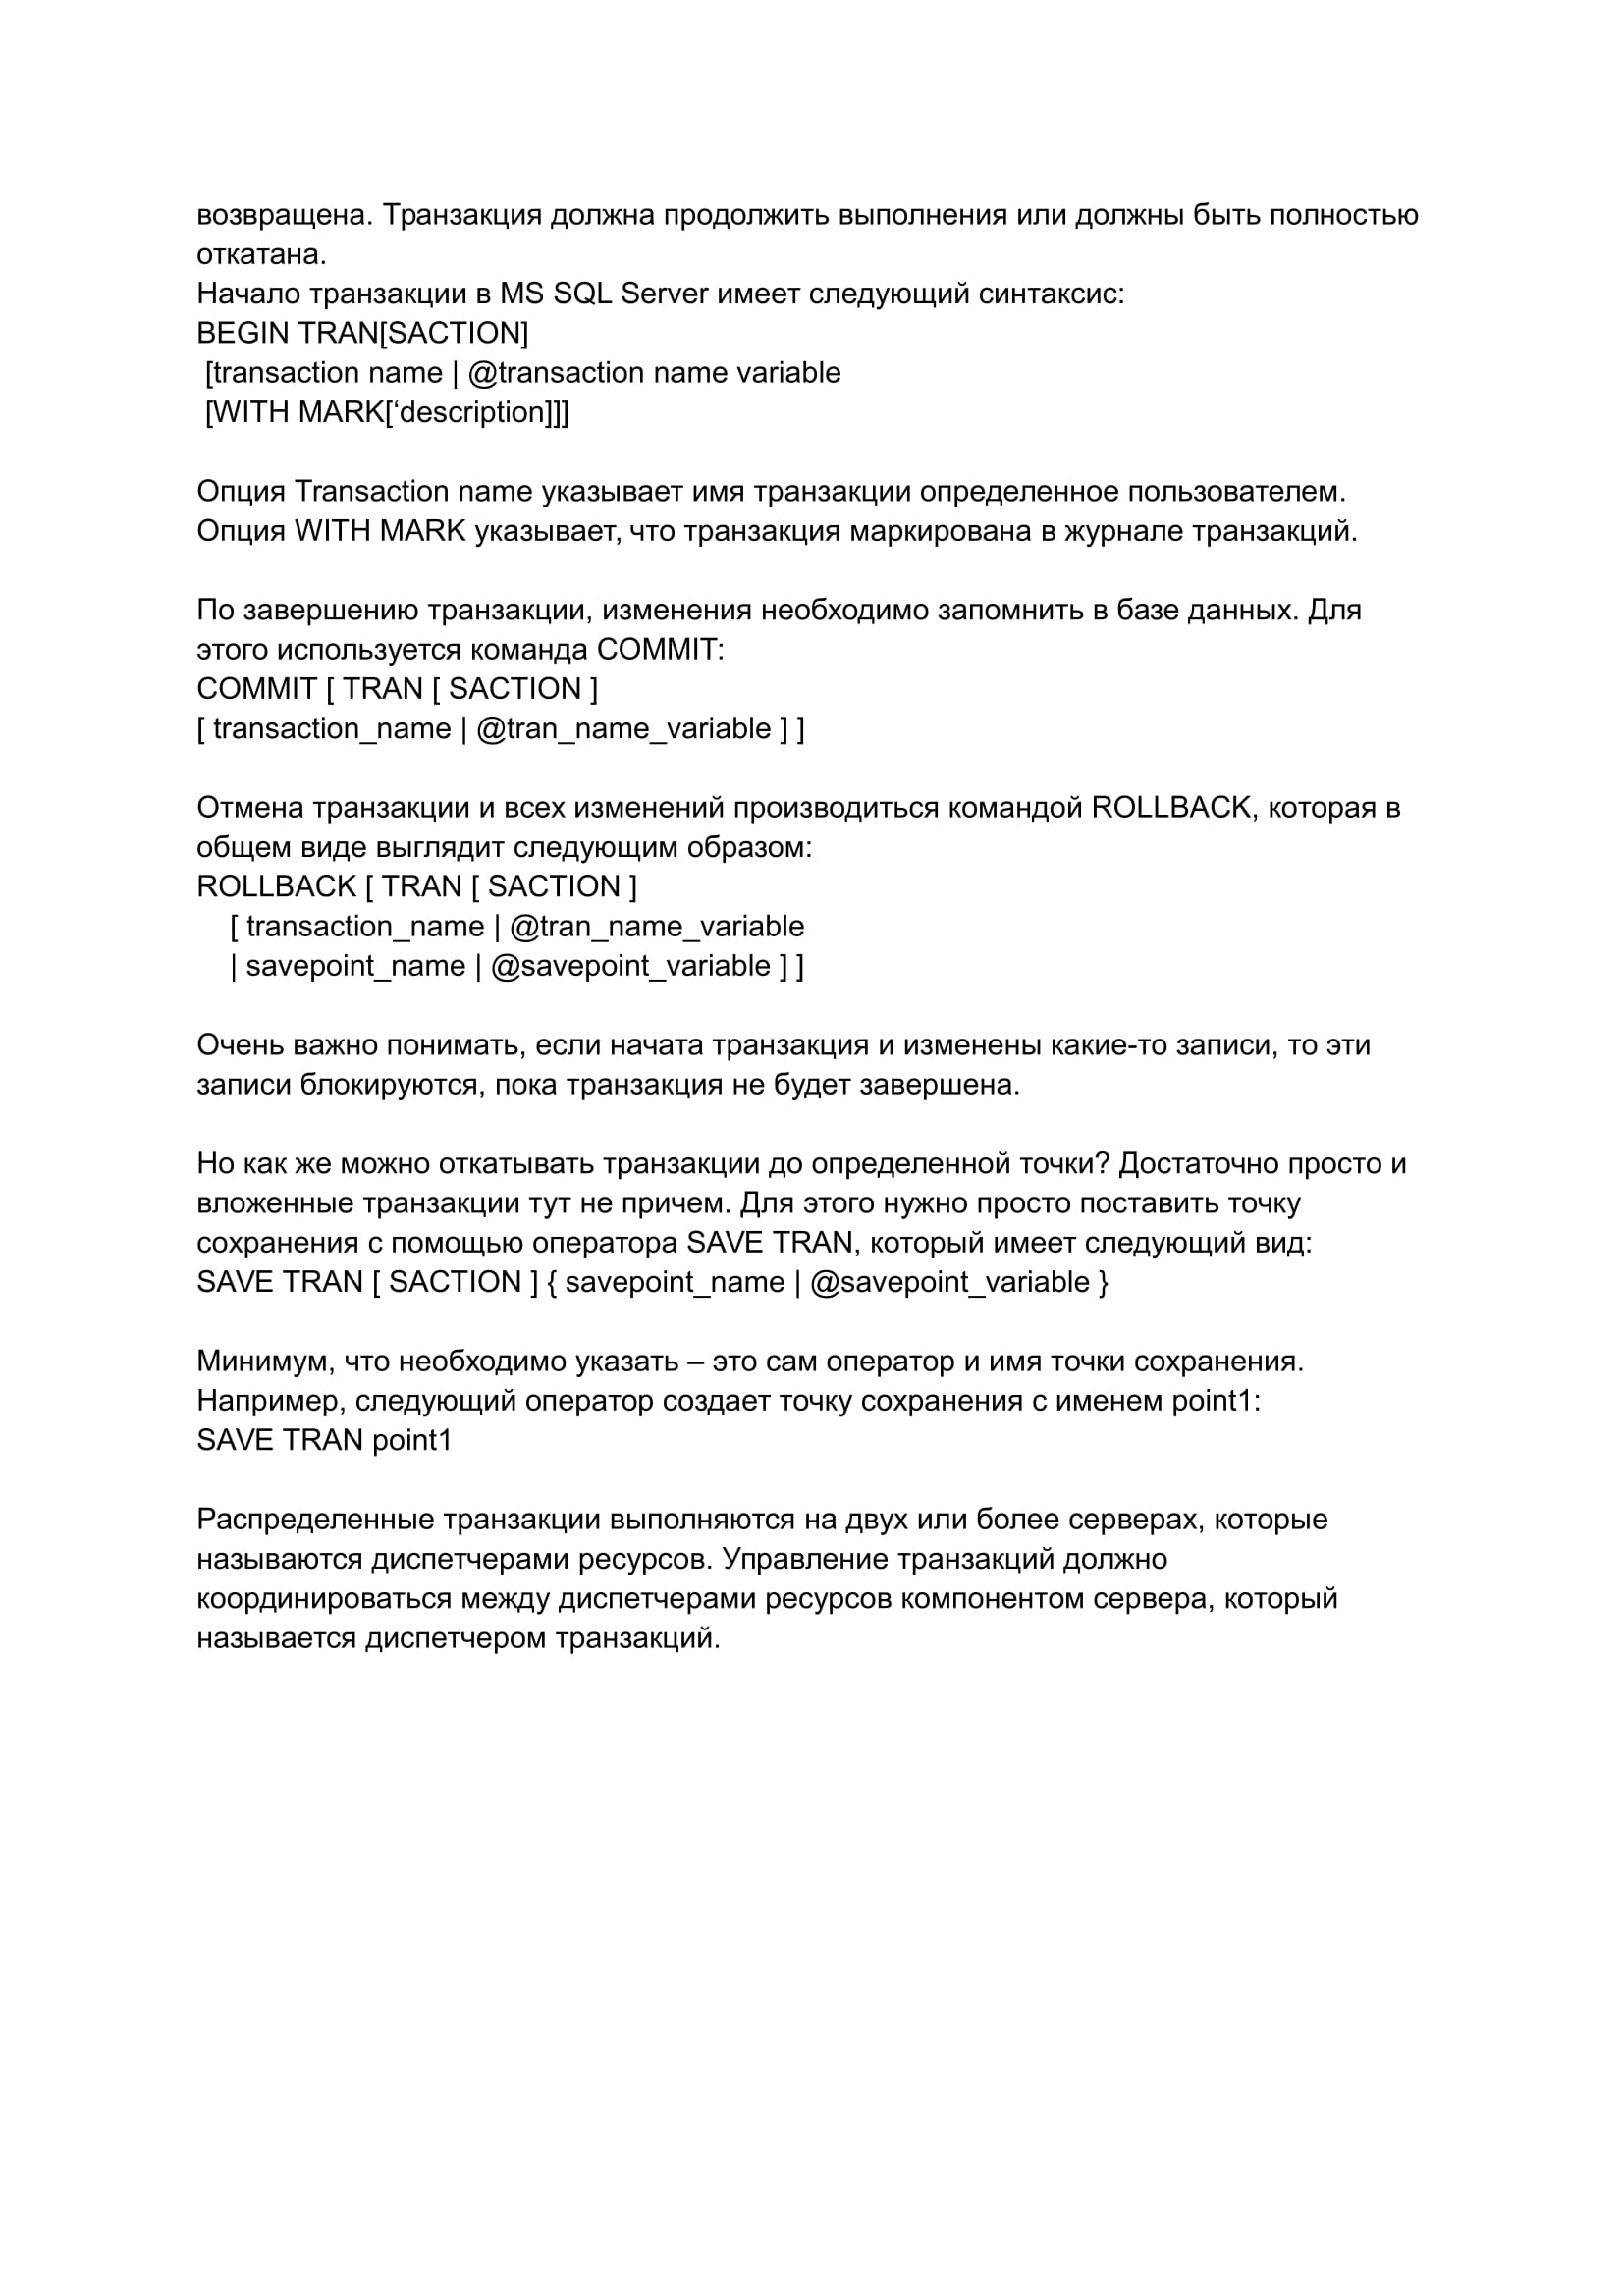 возвращена. Транзакция должна продолжить выполнения или должны быть полностью
откатана.
Начало транзакции в MS SQL Server имеет следующий синтаксис:
BEGIN TRAN[SACTION]
[transaction name | @transaction name variable
[WITH MARK[‘description]]]
Опция Transaction name указывает имя транзакции определенное пользователем.
Опция WITH MARK указывает, что транзакция маркирована в журнале транзакций.
По завершению транзакции, изменения необходимо запомнить в базе данных. Для
этого используется команда COMMIT:
COMMIT [ TRAN [ SACTION ]
[ transaction_name | @tran_name_variable ] ]
Отмена транзакции и всех изменений производиться командой ROLLBACK, которая в
общем виде выглядит следующим образом:
ROLLBACK [ TRAN [ SACTION ]
[ transaction_name | @tran_name_variable
| savepoint_name | @savepoint_variable ] ]
Очень важно понимать, если начата транзакция и изменены какие-то записи, то эти
записи блокируются, пока транзакция не будет завершена.
Но как же можно откатывать транзакции до определенной точки? Достаточно просто и
вложенные транзакции тут не причем. Для этого нужно просто поставить точку
сохранения с помощью оператора SAVE TRAN, который имеет следующий вид:
SAVE TRAN [ SACTION ] { savepoint_name | @savepoint_variable }
Минимум, что необходимо указать – это сам оператор и имя точки сохранения.
Например, следующий оператор создает точку сохранения с именем point1:
SAVE TRAN point1
Распределенные транзакции выполняются на двух или более серверах, которые
называются диспетчерами ресурсов. Управление транзакций должно
координироваться между диспетчерами ресурсов компонентом сервера, который
называется диспетчером транзакций.